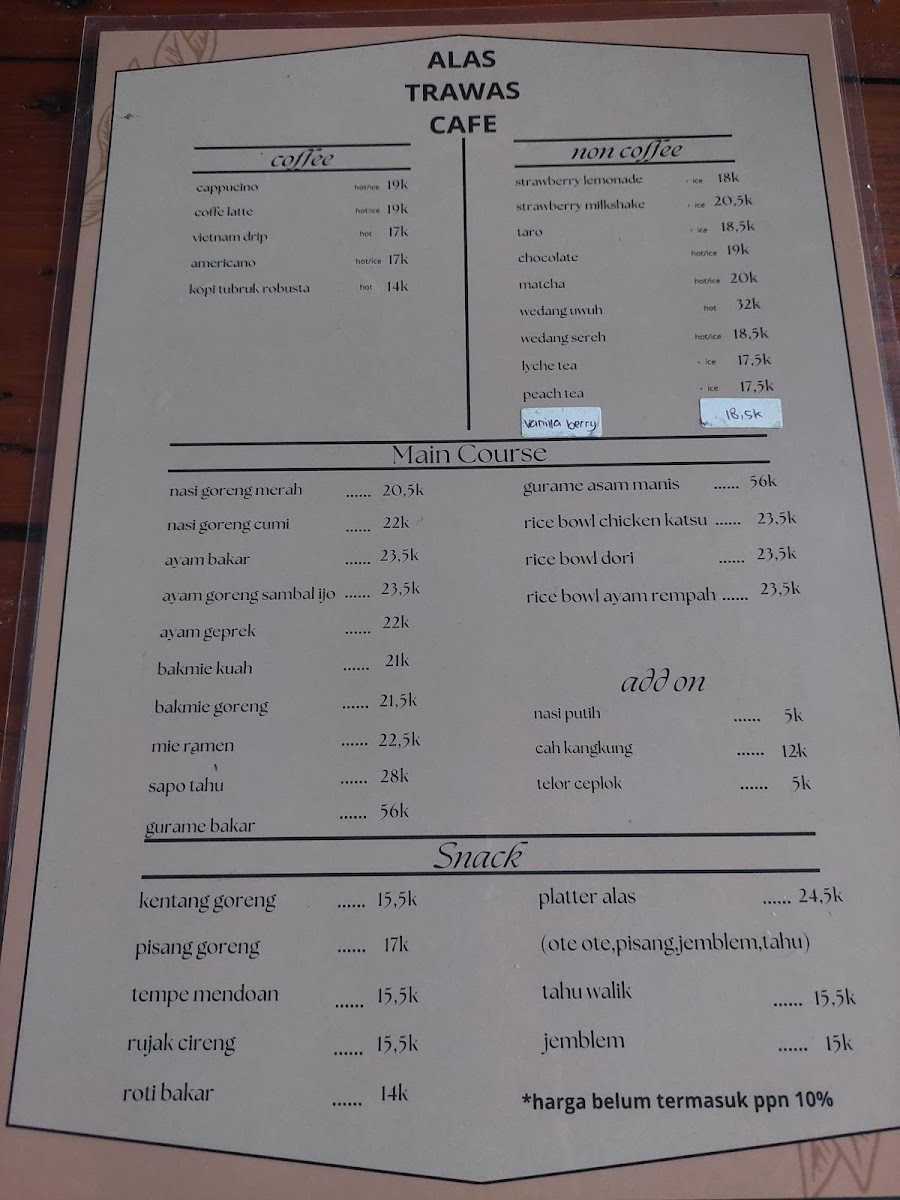 ALAS
TRAWAS
CAFE
coffee
cappucino hot/ice 19k
coffe latte hot/ice 19k
vietnam drip hot 17k
americano hot/ice 17k
kopi tubruk robusta hot 14k
non coffee
strawberry lemonade • ice 18k
strawberry milkshake • ice 20,5k
taro • ice 18,5k
chocolate hot/ice 19k
matcha hot/ice 20k
wedang uwuh hot 32k
wedang sereh hot/ice 18,5k
lyche tea • ice 17,5k
peach tea • ice 17,5k
vanilla berry 18,5k
Main Course
nasi goreng merah ...... 20,5k
nasi goreng cumi ...... 22k
ayam bakar ...... 23,5k
ayam goreng sambal ijo ...... 23,5k
ayam geprek ...... 22k
bakmie kuah ...... 21k
bakmie goreng ...... 21,5k
mie ramen ...... 22,5k
sapo tahu ...... 28k
gurame bakar ...... 56k
gurame asam manis ...... 56k
rice bowl chicken katsu ...... 23,5k
rice bowl dori ...... 23,5k
rice bowl ayam rempah ...... 23,5k
add on
nasi putih ...... 5k
cah kangkung ...... 12k
telor ceplok ...... 5k
Snack
kentang goreng ...... 15,5k
pisang goreng ...... 17k
tempe mendoan ...... 15,5k
rujak cireng ...... 15,5k
roti bakar ...... 14k
platter alas ...... 24,5k
(ote ote,pisang,jemblem,tahu)
tahu walik ...... 15,5k
jemblem ...... 15k
*harga belum termasuk ppn 10%